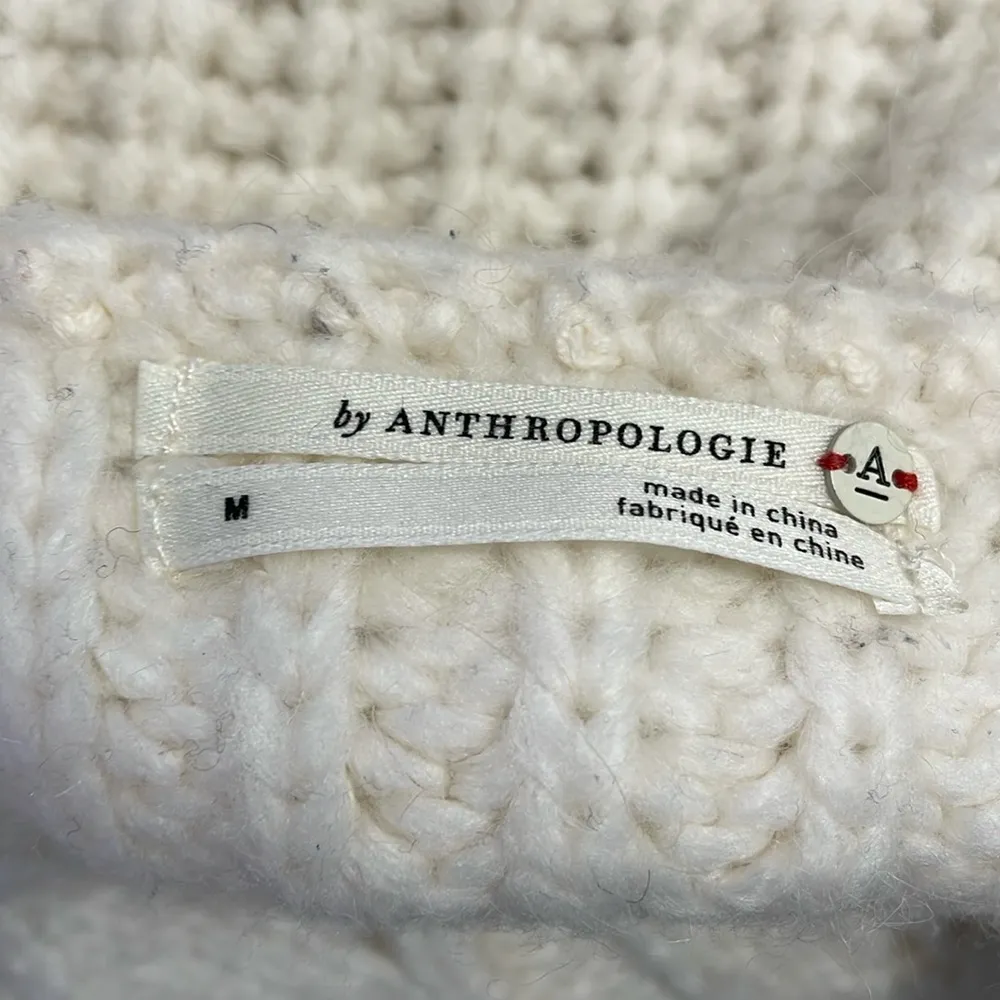 by ANTHROPOLOGIE
A
M
made in china
fabriqué en chine